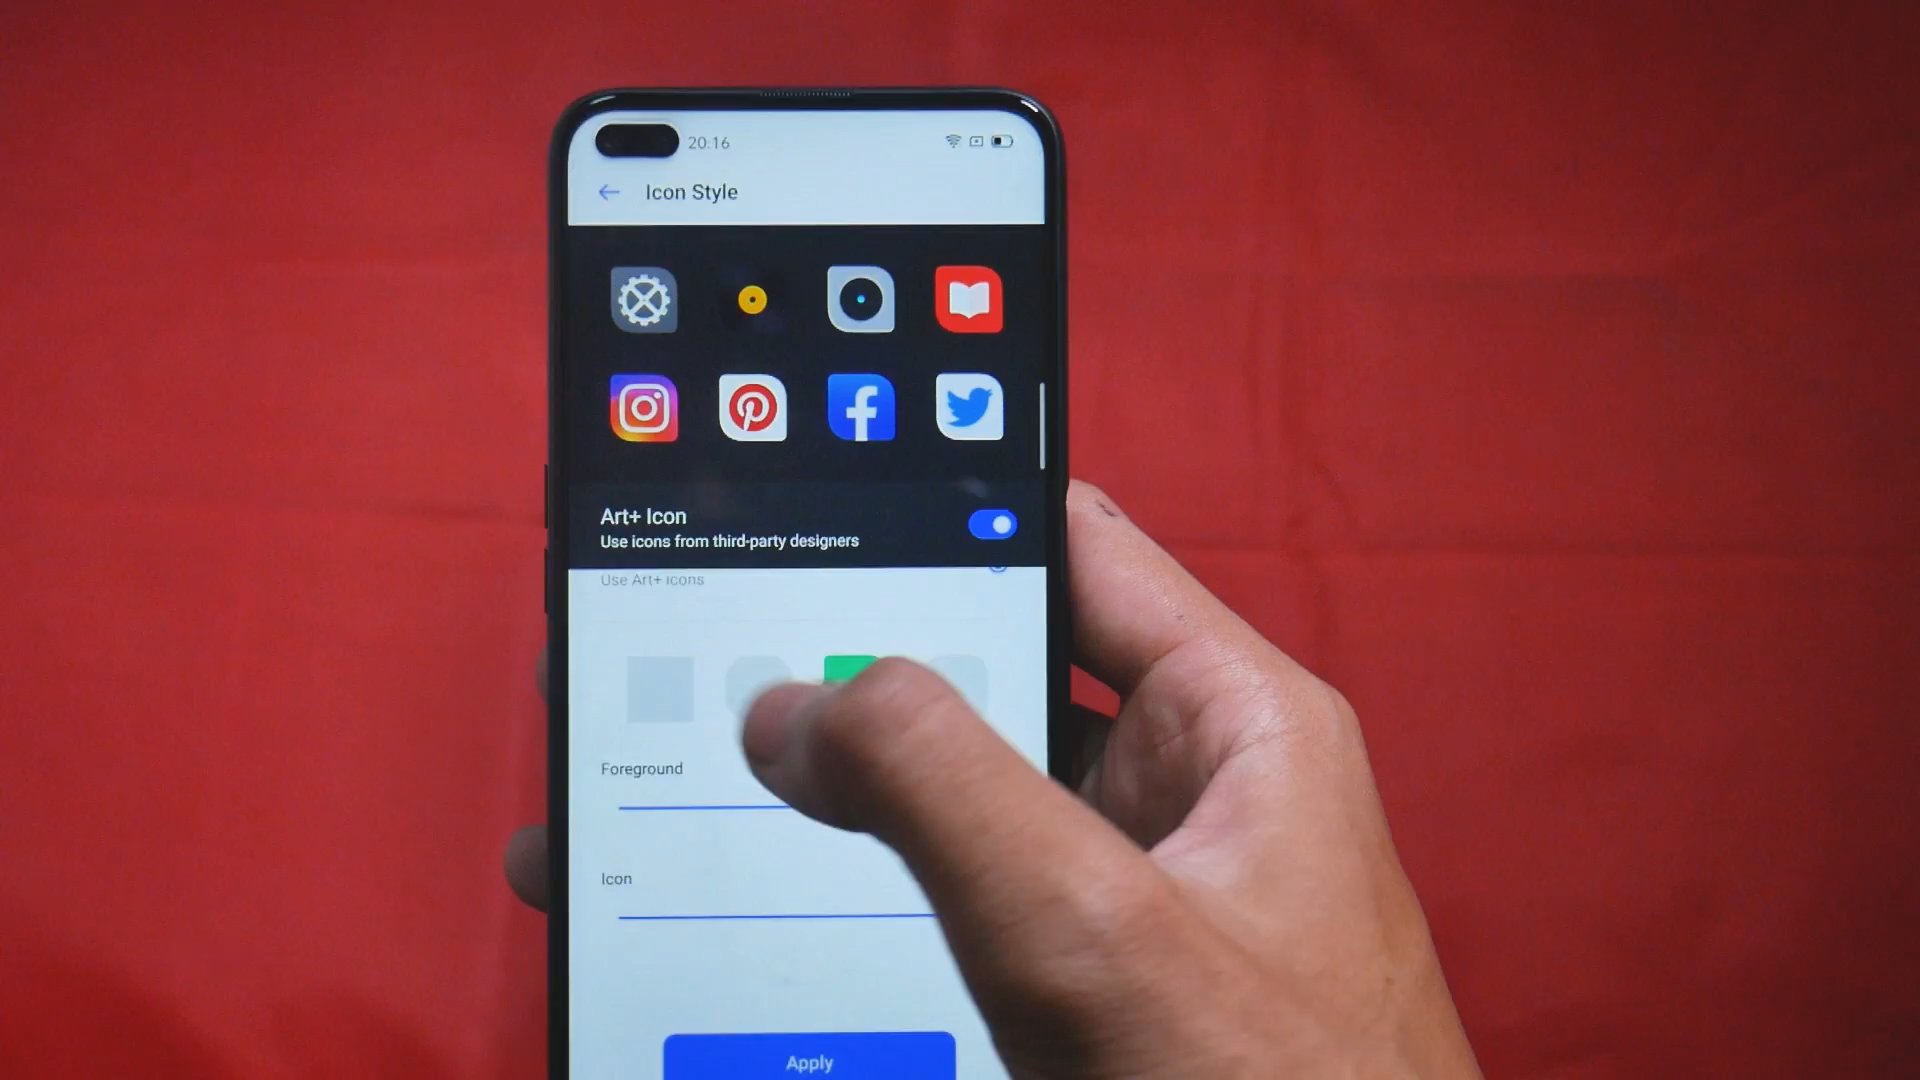 20:16
Icon Style
Art+ Icon
Use icons from third-party designers
Use Art+ icons
Foreground
Icon
Apply